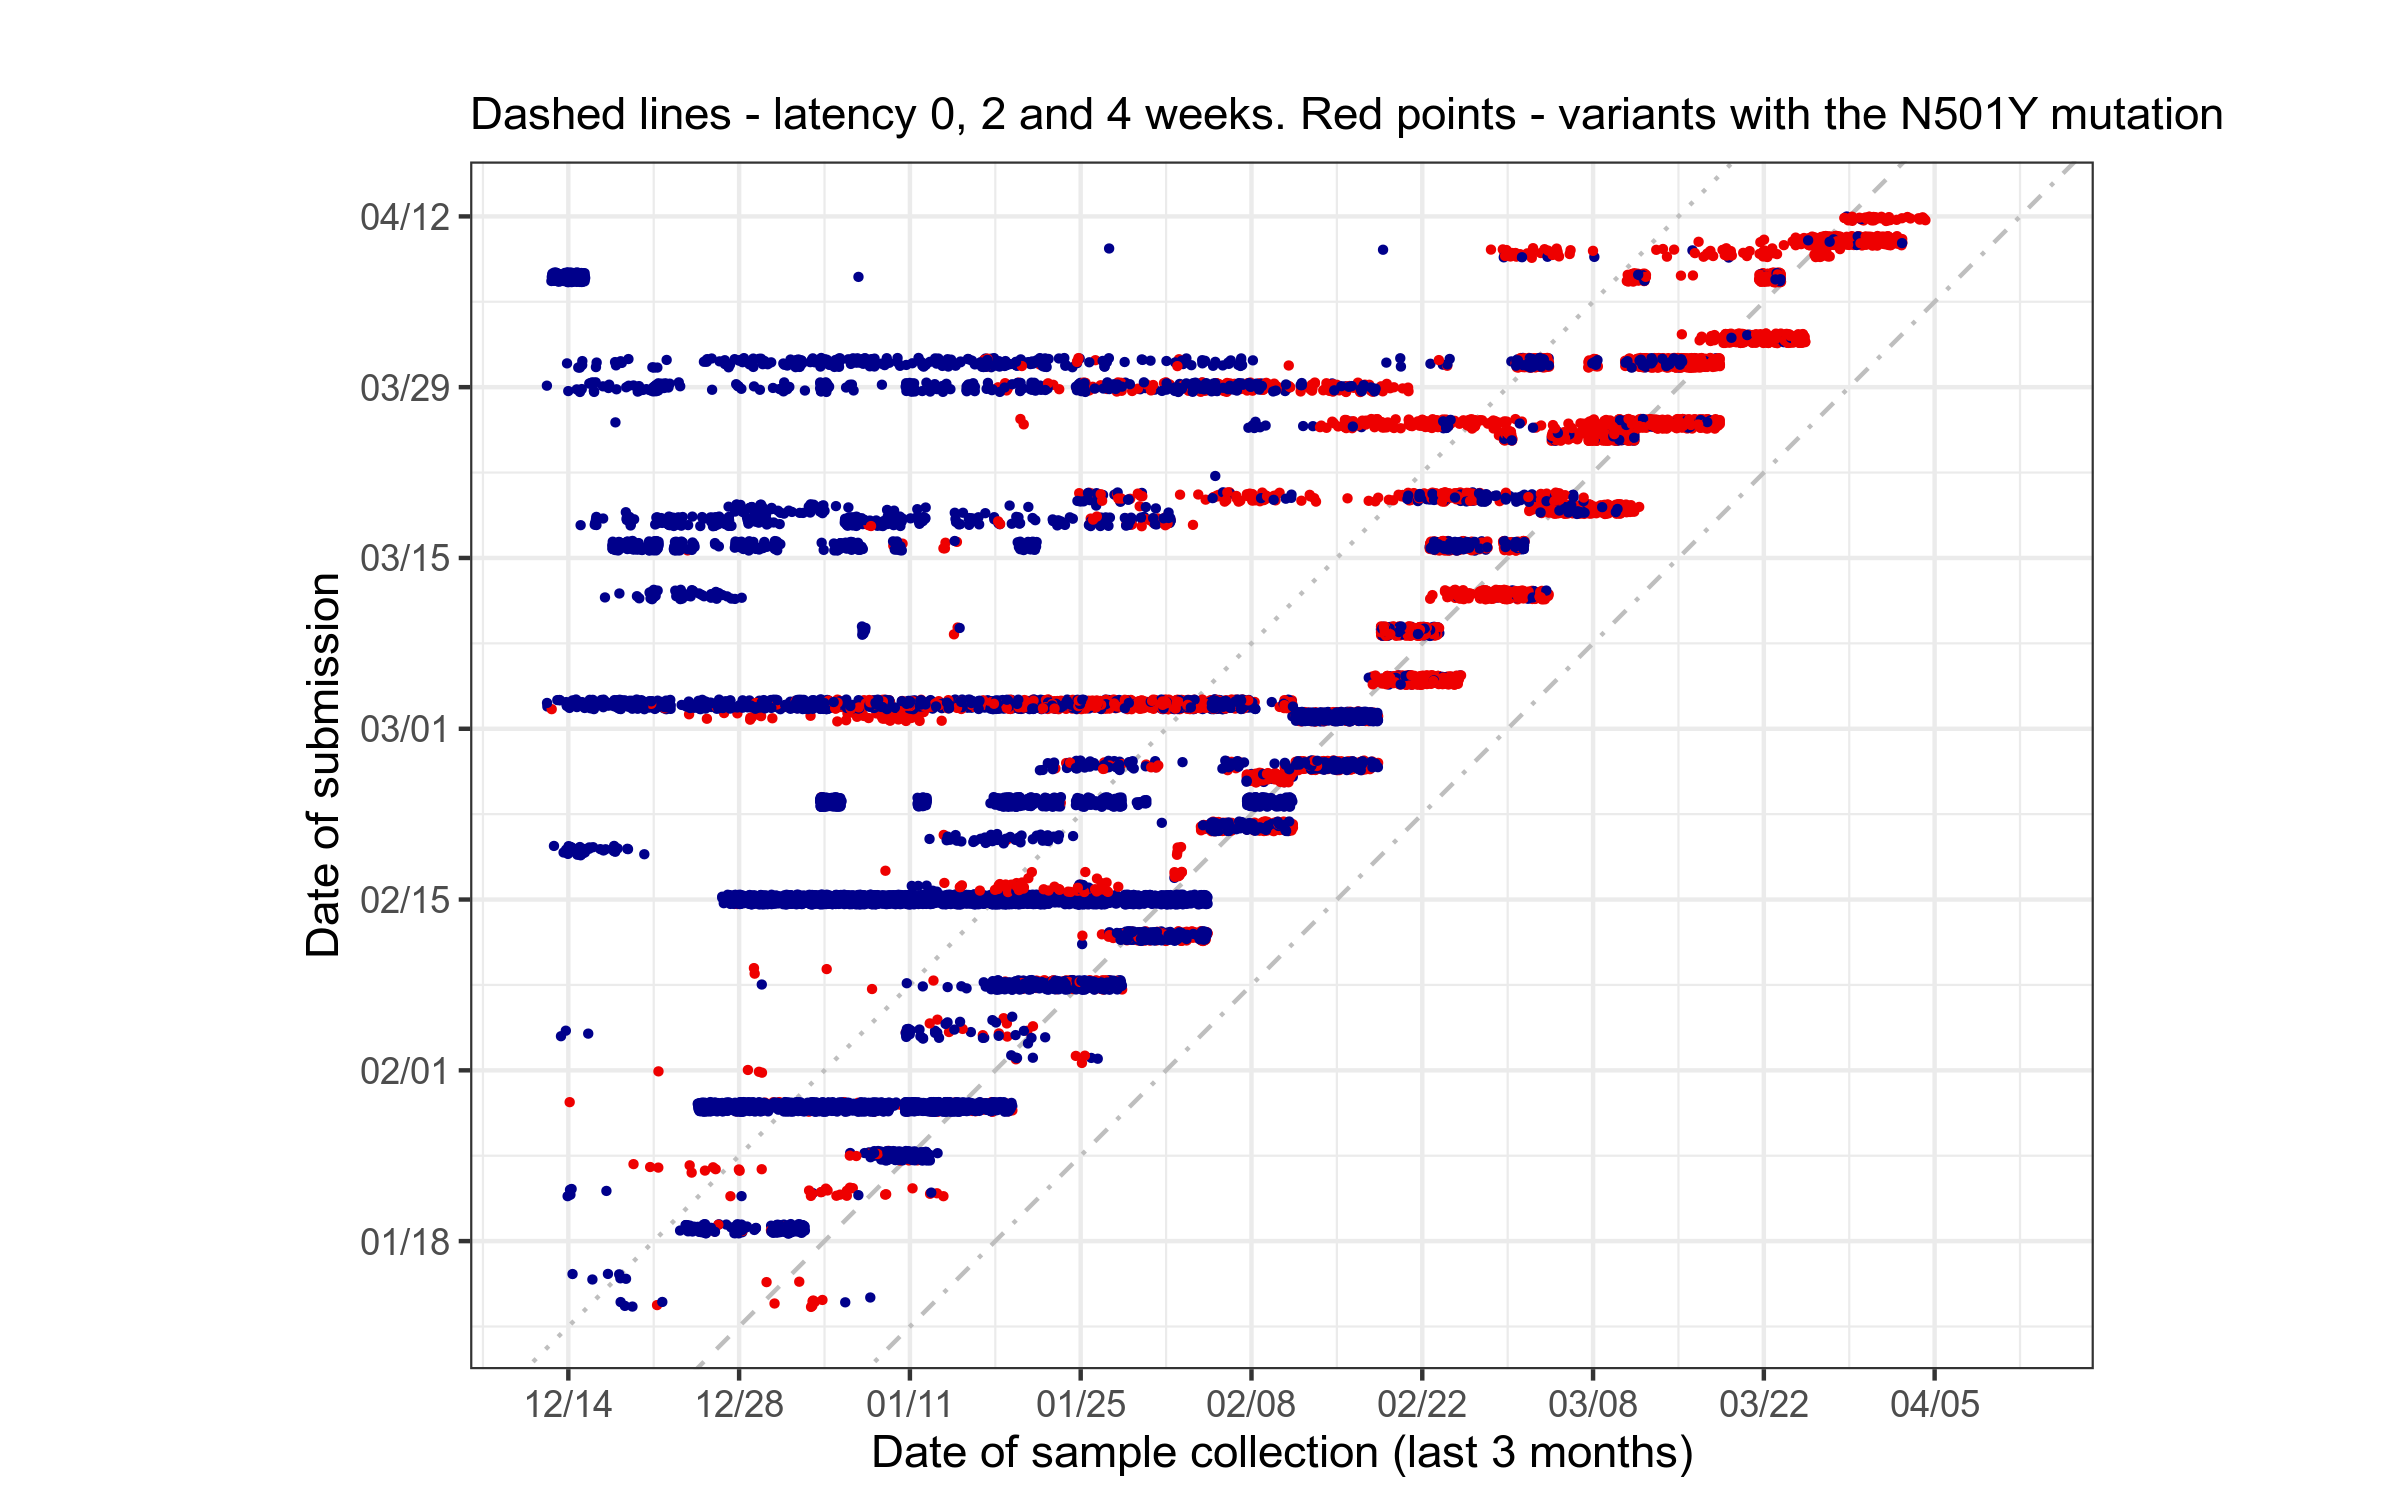 Dashed lines - latency 0, 2 and 4 weeks. Red points - variants with the N501Y mutation
Date of submission
04/12
03/29
03/15
03/01
02/15
02/01
01/18
12/14 12/28 01/11 01/25 02/08 02/22 03/08 03/22 04/05
Date of sample collection (last 3 months)